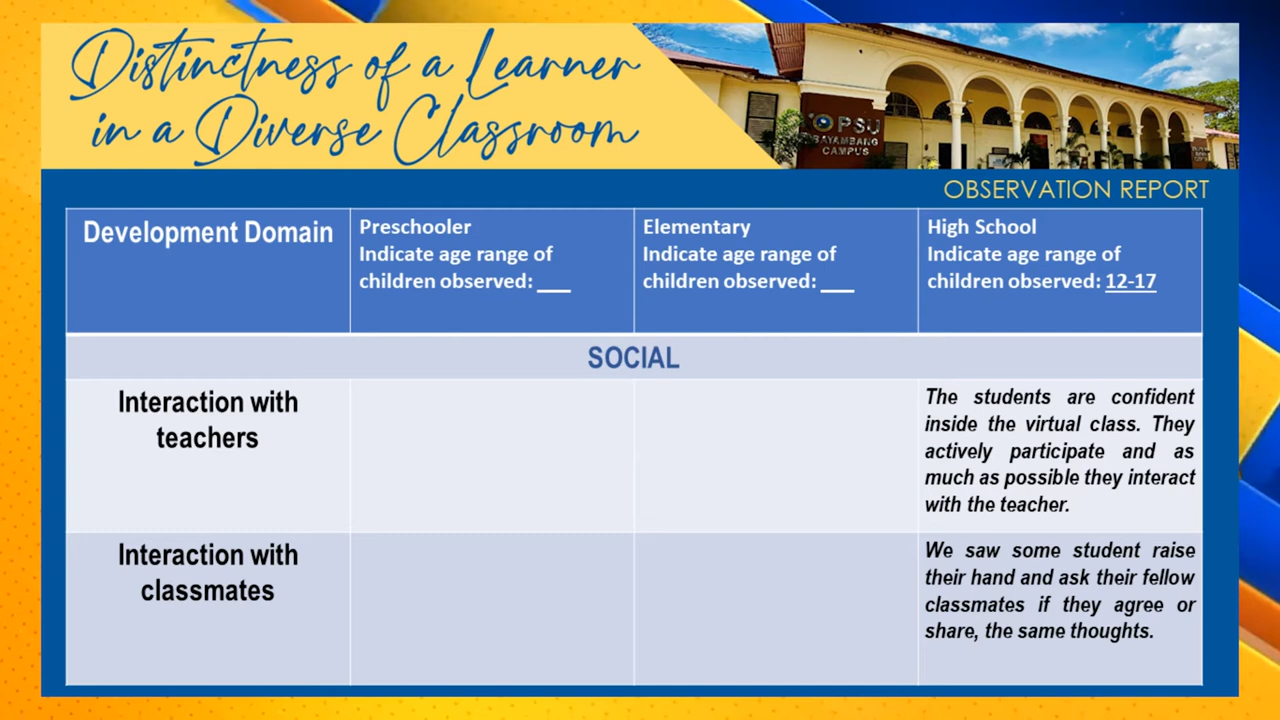 Distinctness of a Learner
in a Diverse Classroom
PSU
BAYAMBANG
CAMPUS
OBSERVATION REPORT
Development Domain
Preschooler
Indicate age range of
children observed: ___
Elementary
Indicate age range of
children observed: ___
High School
Indicate age range of
children observed: 12-17
SOCIAL
Interaction with
teachers
The students are confident
inside the virtual class. They
actively participate and as
much as possible they interact
with the teacher.
Interaction with
classmates
We saw some student raise
their hand and ask their fellow
classmates if they agree or
share, the same thoughts.